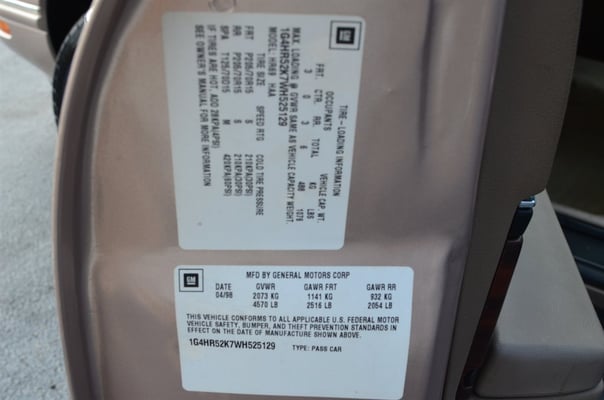 TIRE-LOADING INFORMATION
OCCUPANTS VEHICLE CAP. WT.
FRT. CTR. RR. TOTAL KG LBS
3 0 3 6 488 1076
MAX. LOADING @ GVWR SAME AS VEHICLE CAPACITY WEIGHT.
1G4HR52K7WH525129
MODEL: HR69 HAA
TIRE SIZE SPEED RTG COLD TIRE PRESSURE
FRT P205/70R15 S 210KPA(30PSI)
RR P205/70R15 S 210KPA(30PSI)
SPA T125/70D15 M 420KPA(60PSI)
IF TIRES ARE HOT, ADD 28KPA(4PSI)
SEE OWNER'S MANUAL FOR MORE INFORMATION
GM
GM
MFD BY GENERAL MOTORS CORP
DATE GVWR GAWR FRT GAWR RR
04/98 2073 KG 1141 KG 932 KG
4570 LB 2516 LB 2054 LB
THIS VEHICLE CONFORMS TO ALL APPLICABLE U.S. FEDERAL MOTOR
VEHICLE SAFETY, BUMPER, AND THEFT PREVENTION STANDARDS IN
EFFECT ON THE DATE OF MANUFACTURE SHOWN ABOVE.
1G4HR52K7WH525129 TYPE: PASS CAR